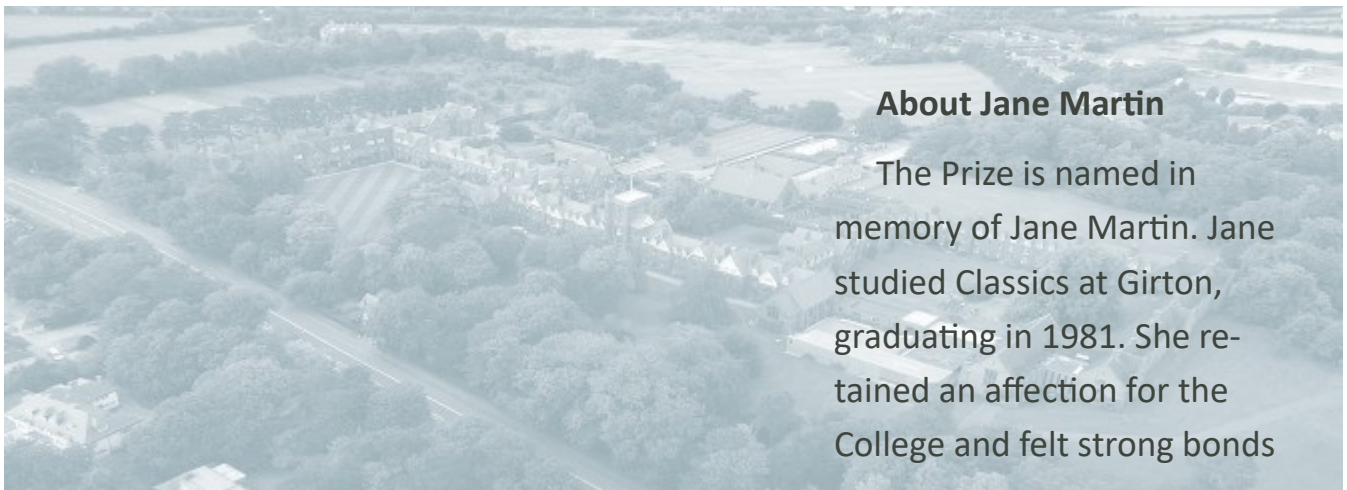 About Jane Martin
The Prize is named in
memory of Jane Martin. Jane
studied Classics at Girton,
graduating in 1981. She re-
tained an affection for the
College and felt strong bonds